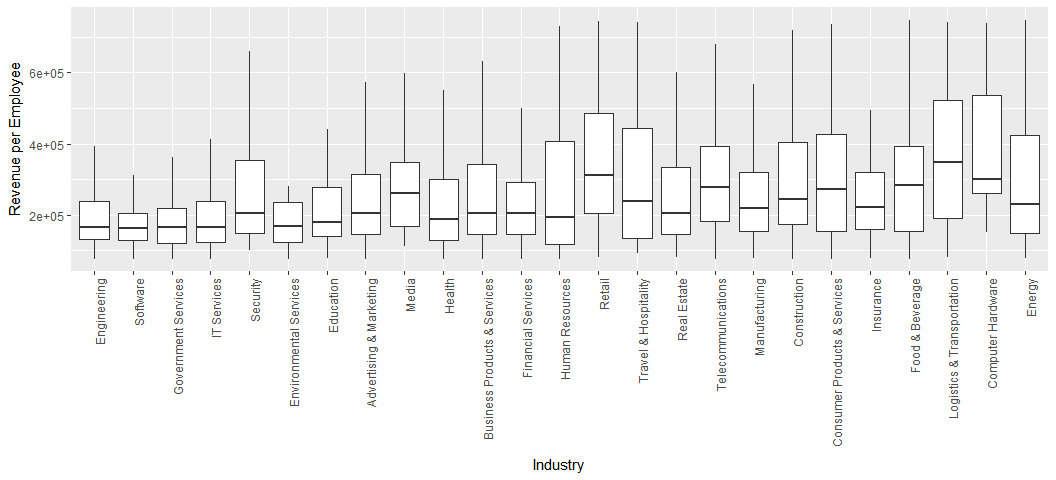 Revenue per Employee
6e+05
4e+05
2e+05
Engineering
Software
Government Services
IT Services
Security
Environmental Services
Education
Advertising & Marketing
Media
Health
Business Products & Services
Financial Services
Human Resources
Retail
Travel & Hospitality
Real Estate
Telecommunications
Manufacturing
Construction
Consumer Products & Services
Insurance
Food & Beverage
Logistics & Transportation
Computer Hardware
Energy
Industry